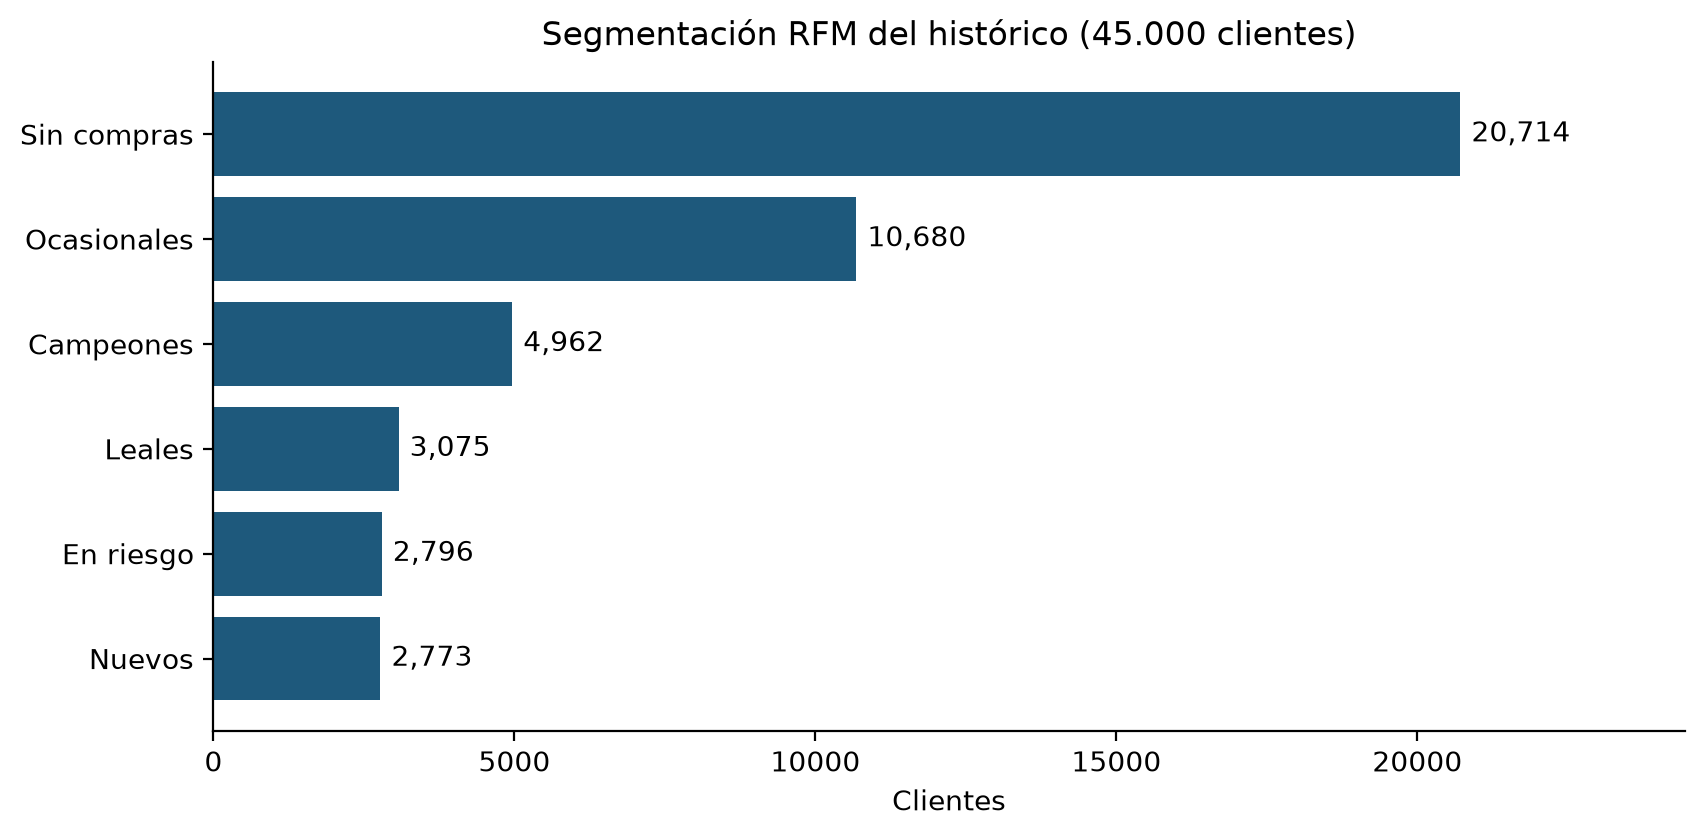 Segmentación RFM del histórico (45.000 clientes)
Sin compras 20,714
Ocasionales 10,680
Campeones 4,962
Leales 3,075
En riesgo 2,796
Nuevos 2,773
0 5000 10000 15000 20000
Clientes